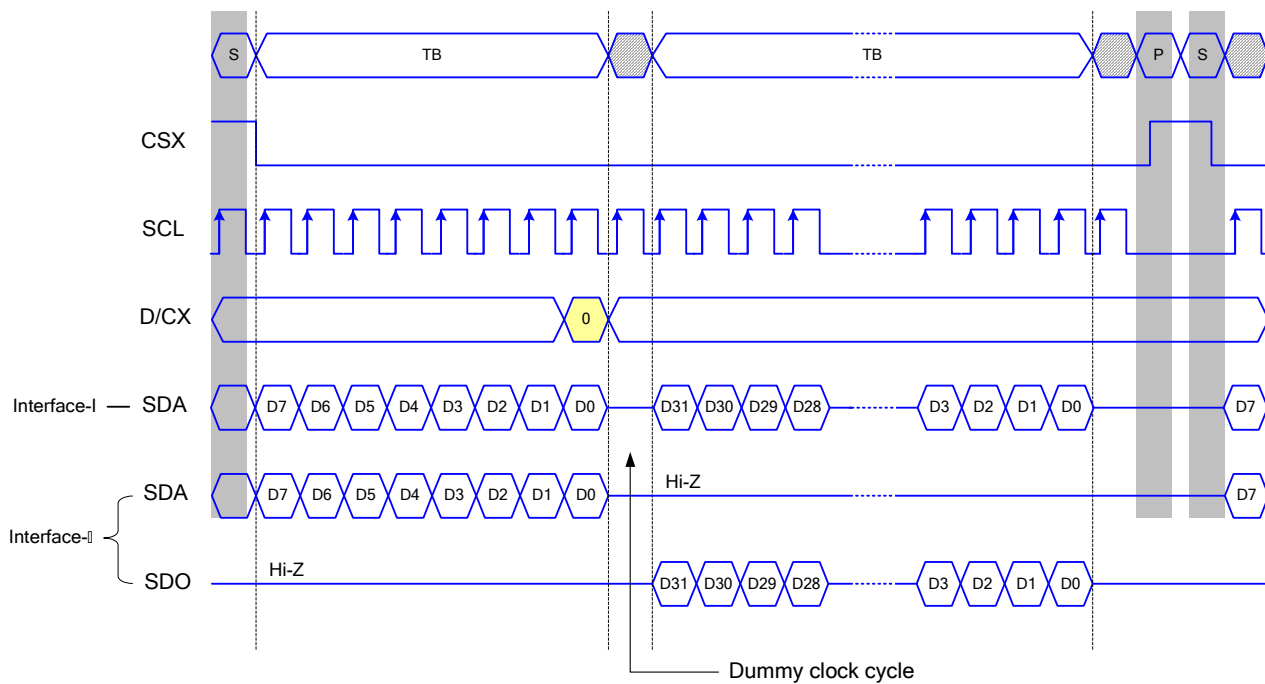 S TB TB P S
CSX
SCL
D/CX 0
Interface-I SDA D7 D6 D5 D4 D3 D2 D1 D0 D31 D30 D29 D28 D3 D2 D1 D0 D7
SDA D7 D6 D5 D4 D3 D2 D1 D0 Hi-Z D7
Interface-▯
SDO Hi-Z D31 D30 D29 D28 D3 D2 D1 D0
Dummy clock cycle